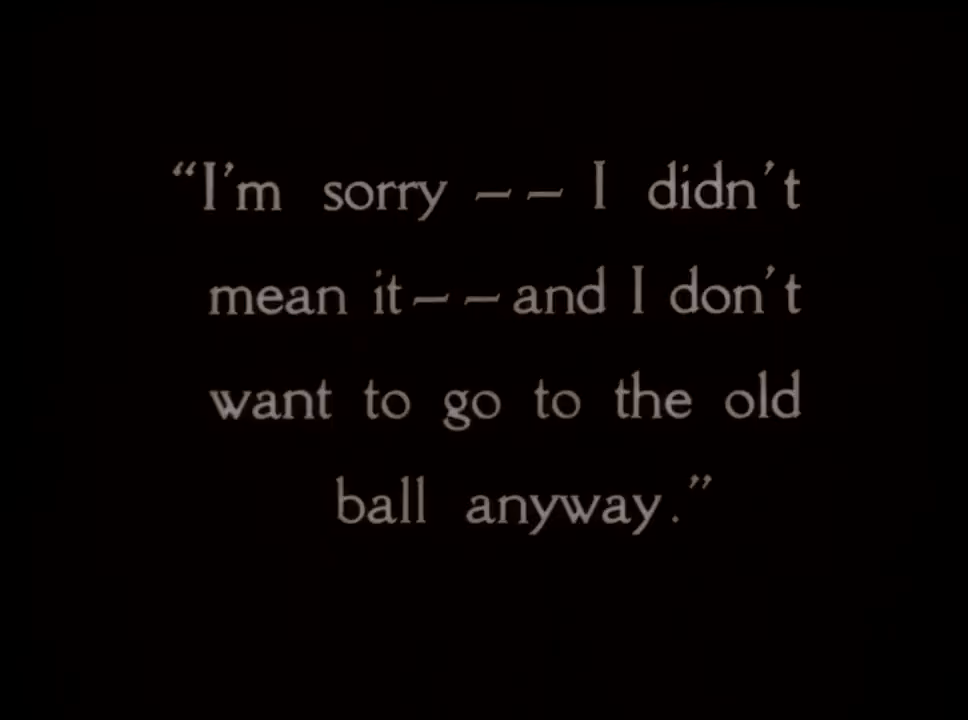 “I'm sorry -- I didn't
mean it -- and I don't
want to go to the old
ball anyway.”